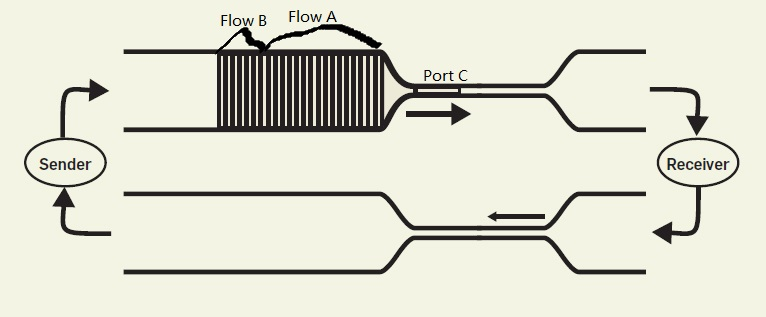 Flow B
Flow A
Port C
Sender
Receiver